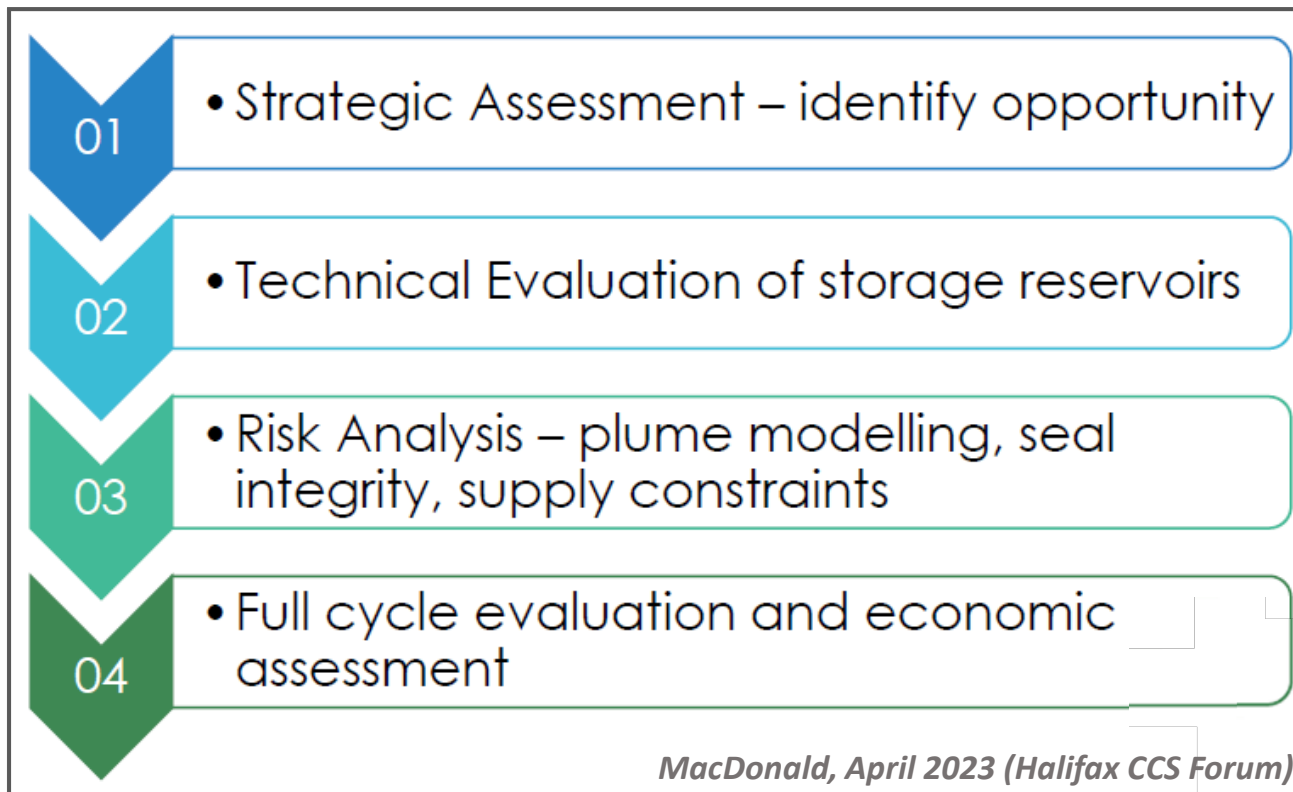 01
• Strategic Assessment – identify opportunity
02
• Technical Evaluation of storage reservoirs
03
• Risk Analysis – plume modelling, seal
integrity, supply constraints
04
• Full cycle evaluation and economic
assessment
MacDonald, April 2023 (Halifax CCS Forum)